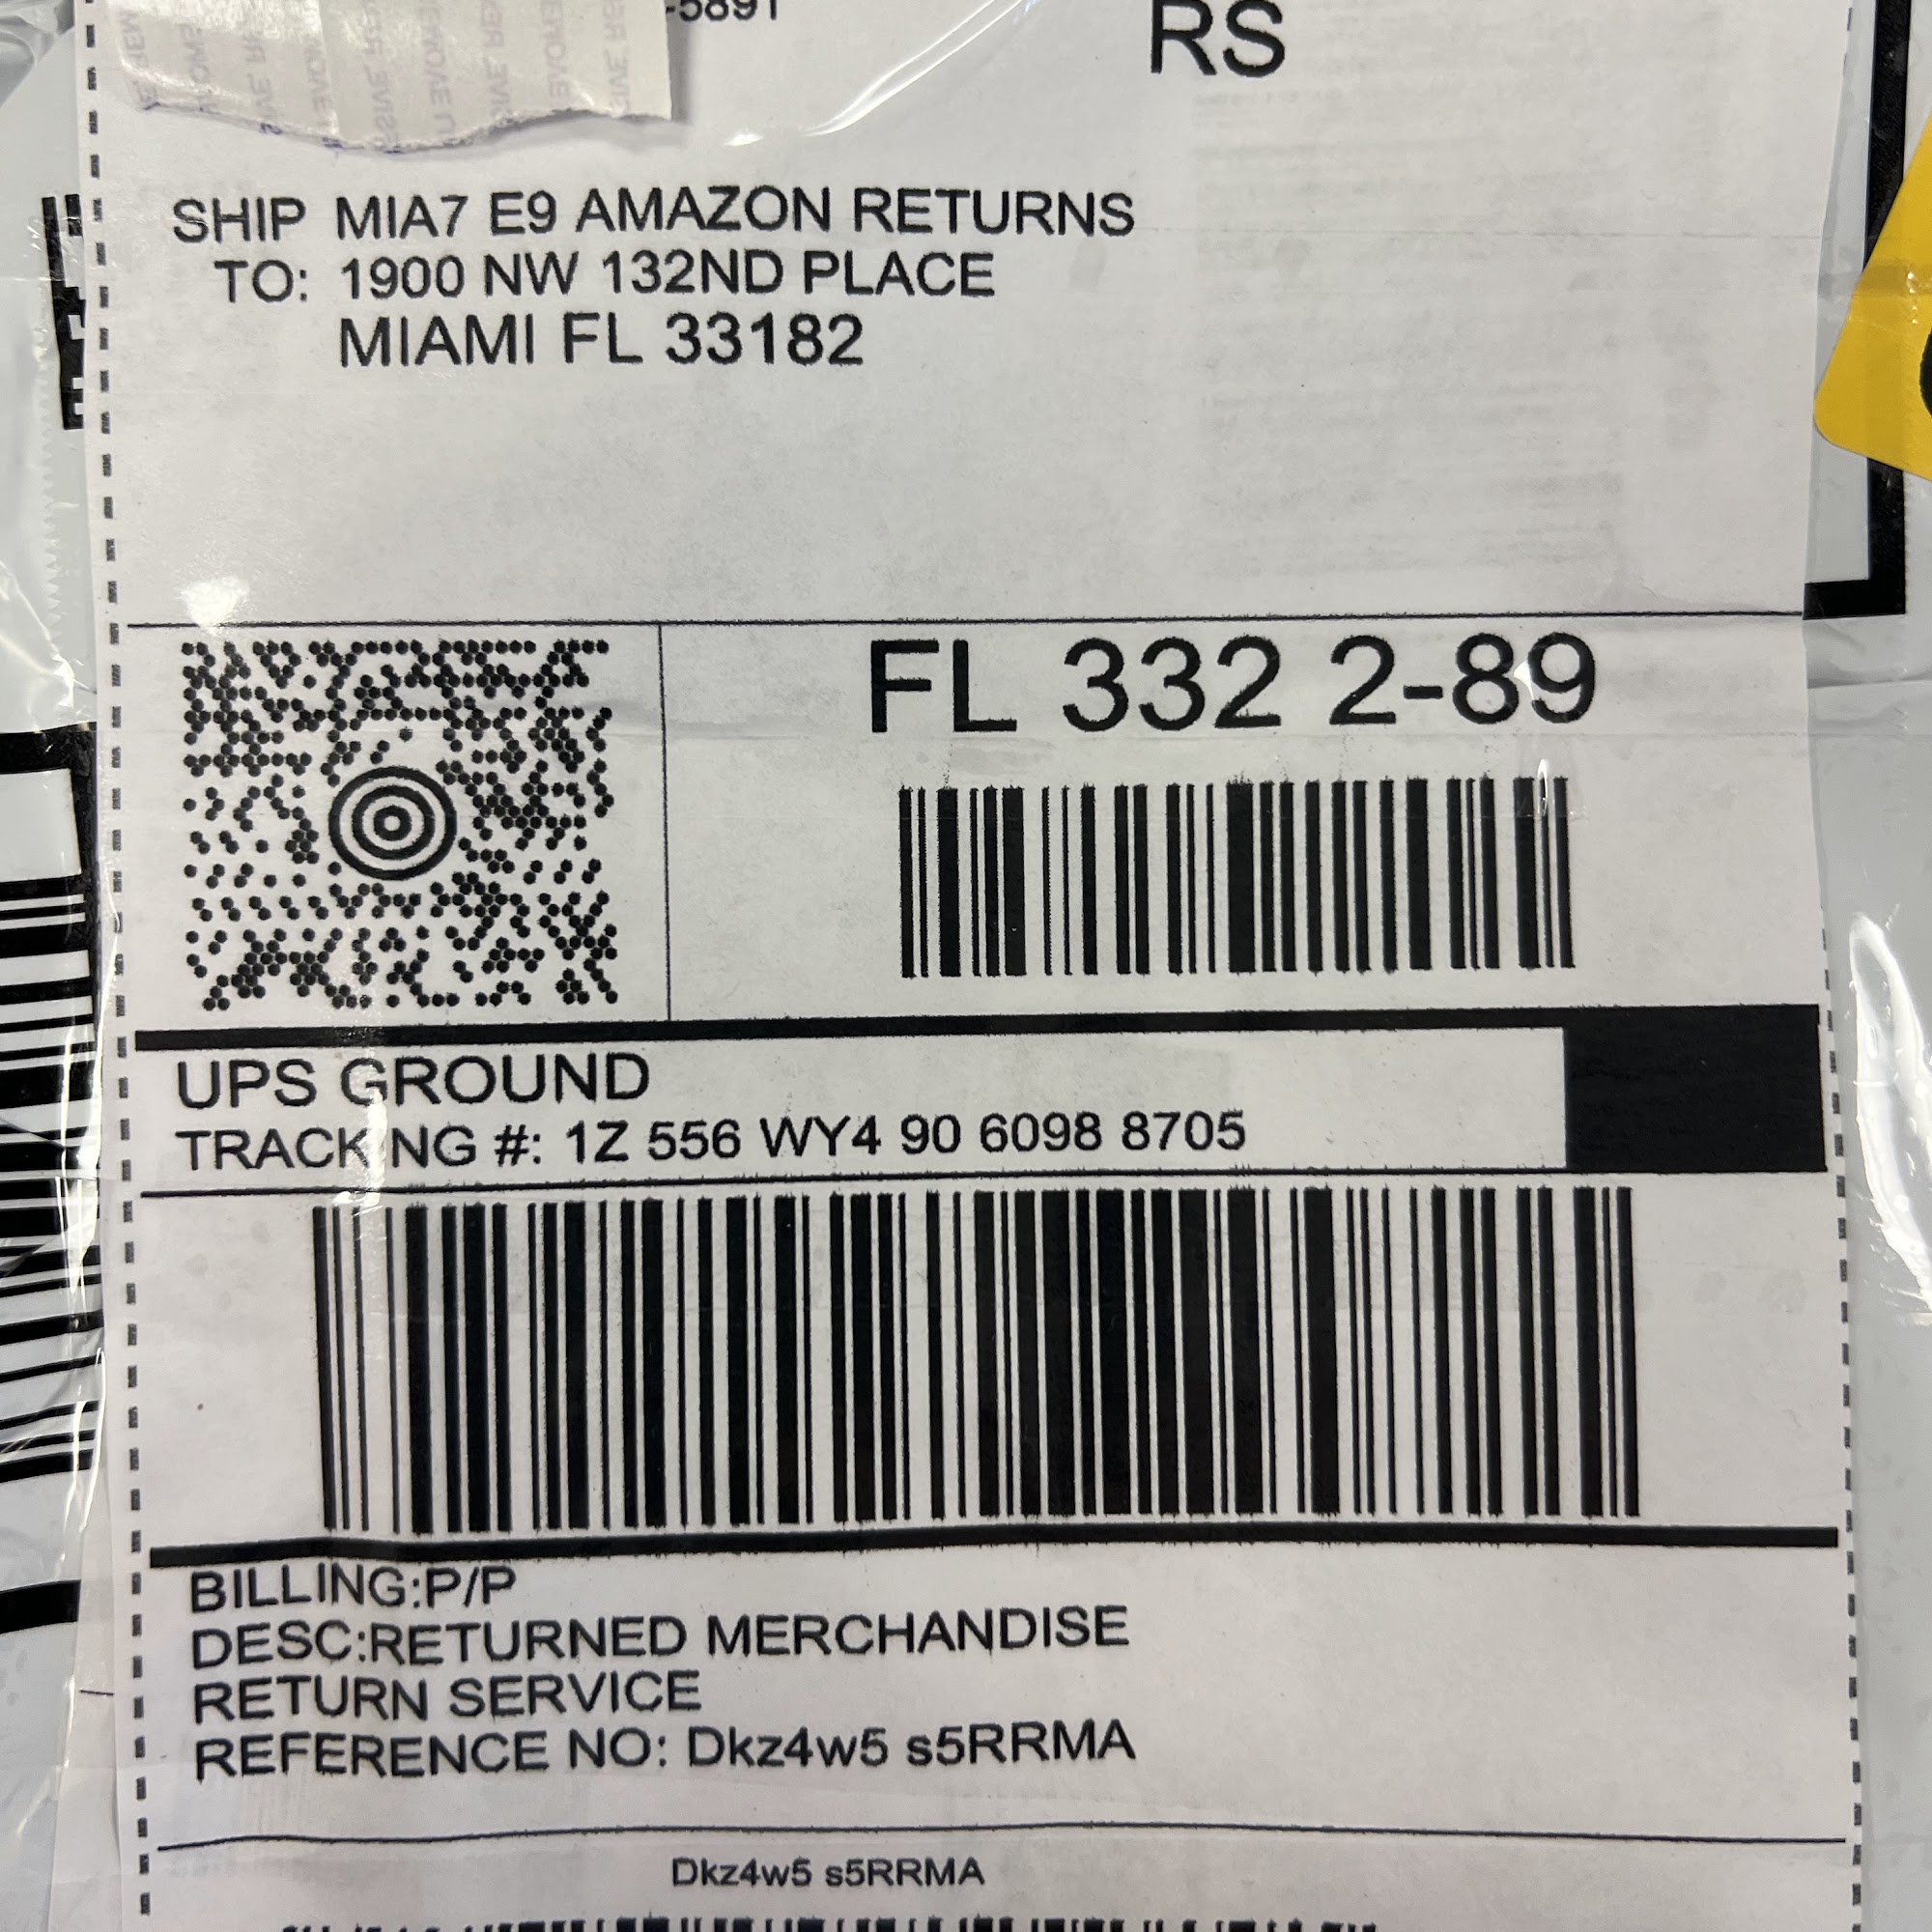 -5891
RS
SHIP MIA7 E9 AMAZON RETURNS
TO: 1900 NW 132ND PLACE
MIAMI FL 33182
FL 332 2-89
UPS GROUND
TRACKING #: 1Z 556 WY4 90 6098 8705
BILLING:P/P
DESC:RETURNED MERCHANDISE
RETURN SERVICE
REFERENCE NO: Dkz4w5 s5RRMA
Dkz4w5 s5RRMA